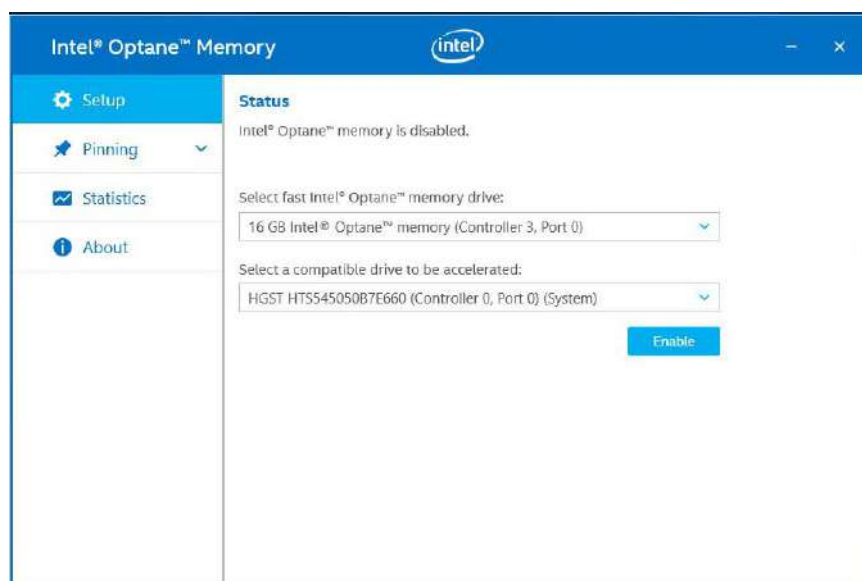 Intel® Optane™ Memory
intel
Setup
Pinning
Statistics
About
Status
Intel® Optane™ memory is disabled.
Select fast Intel® Optane™ memory drive:
16 GB Intel® Optane™ memory (Controller 3, Port 0)
Select a compatible drive to be accelerated:
HGST HTS545050B7E660 (Controller 0, Port 0) (System)
Enable